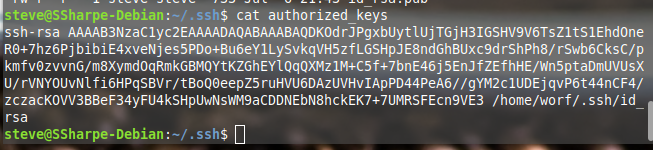 steve@SSharpe-Debian:~/.ssh$ cat authorized_keys
ssh-rsa AAAAB3NzaC1yc2EAAAADAQABAAABAQDKOdrJPgxbUytlUjTGjH3IGSHV9V6TsZ1tS1EhdOne
R0+7hz6PjbibiE4xveNjes5PDo+Bu6eY1LySvkqVH5zfLGSHpJE8ndGhBUxc9drShPh8/rSwb6CksC/p
kmfv0zvvnG/m8XymdOqRmkGBMQYtKZGhEYlQqQXMz1M+C5f+7bnE46j5EnJfZEfhHE/Wn5ptaDmUVUsX
U/rVNYOUvNlfi6HPqSBVr/tBoQ0eepZ5ruHVU6DAzUVHvIApPD44PeA6//gYM2c1UDEjqvP6t44nCF4/
zczacKOVV3BBeF34yFU4kSHpUwNsWM9aCDDNEbN8hckEK7+7UMRSFEcn9VE3 /home/worf/.ssh/id_
rsa
steve@SSharpe-Debian:~/.ssh$